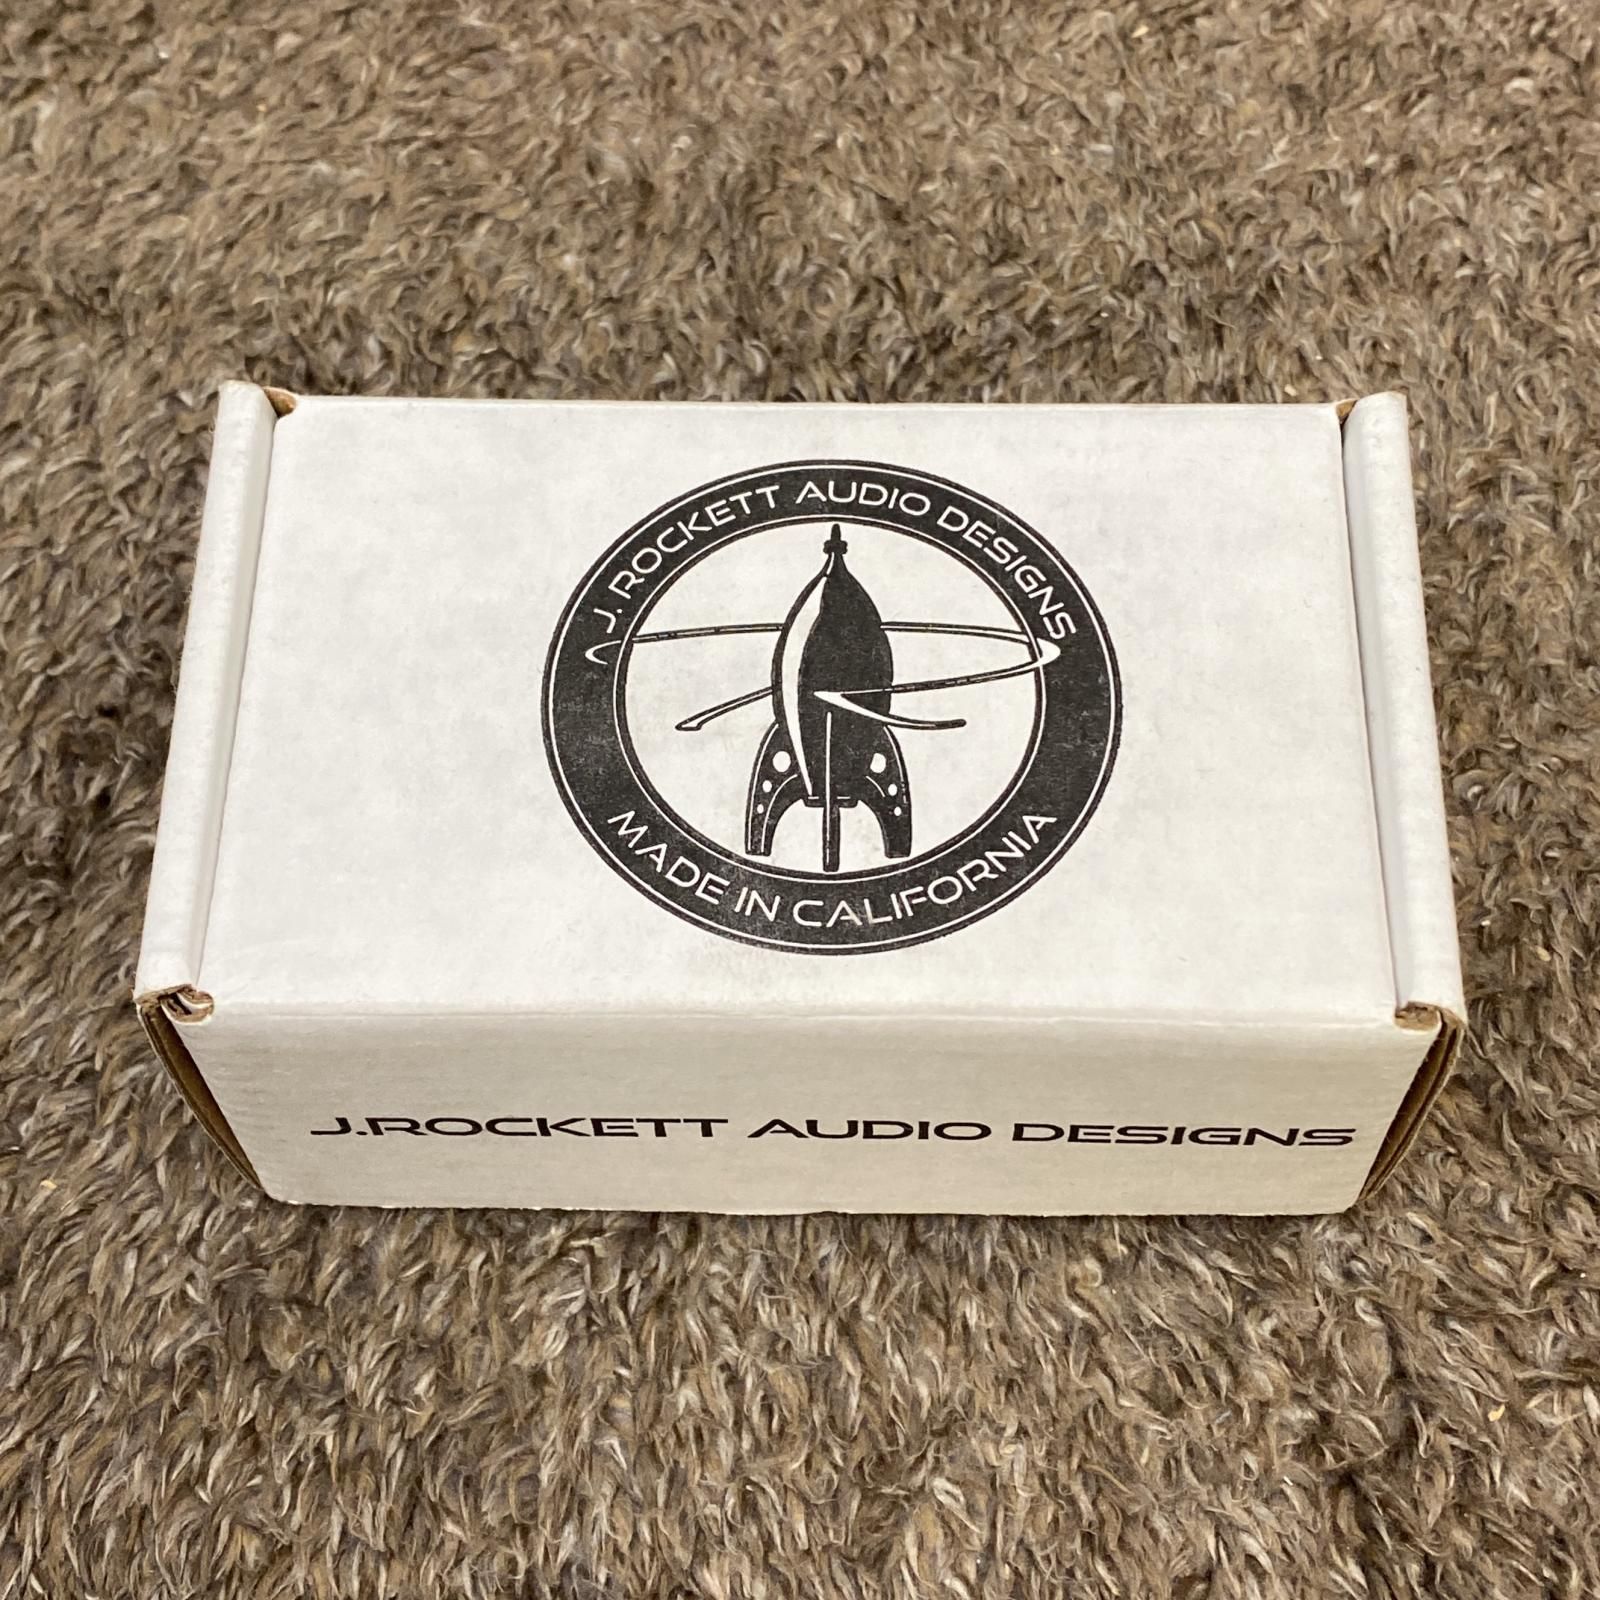 J. ROCKETT AUDIO DESIGNS
MADE IN CALIFORNIA
J.ROCKETT AUDIO DESIGNS